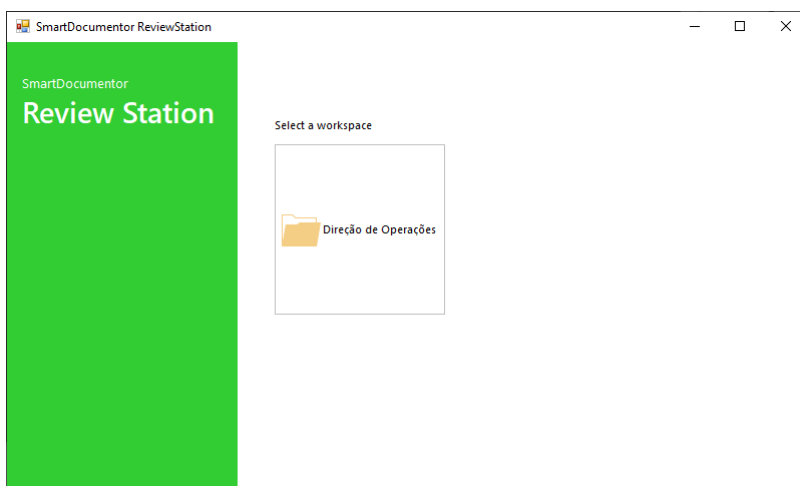 SmartDocumentor ReviewStation
SmartDocumentor
Review Station
Select a workspace
Direção de Operações